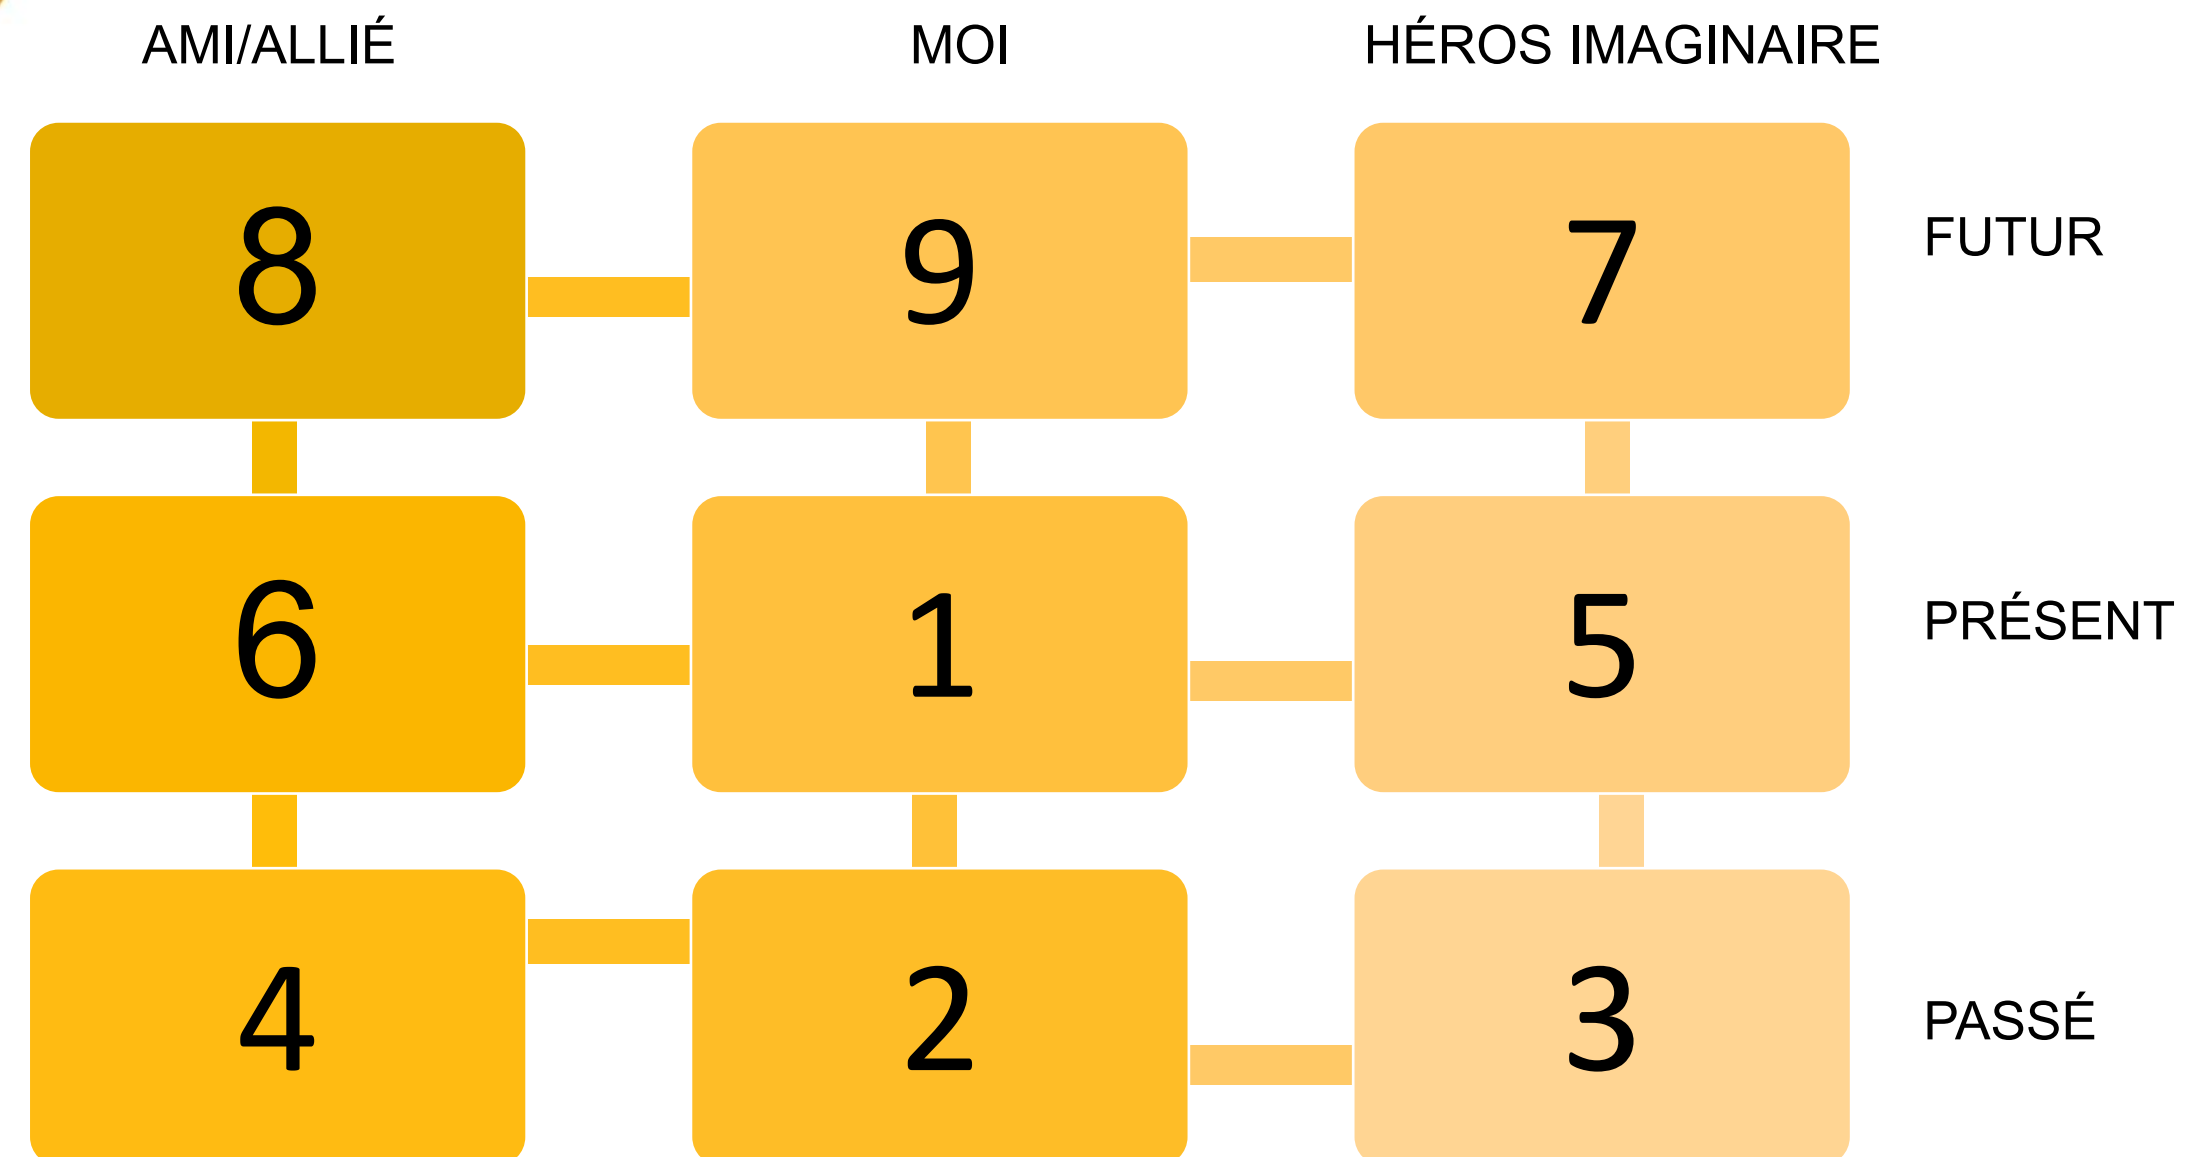 AMI/ALLIÉ MOI HÉROS IMAGINAIRE
8 9 7 FUTUR
6 1 5 PRÉSENT
4 2 3 PASSÉ